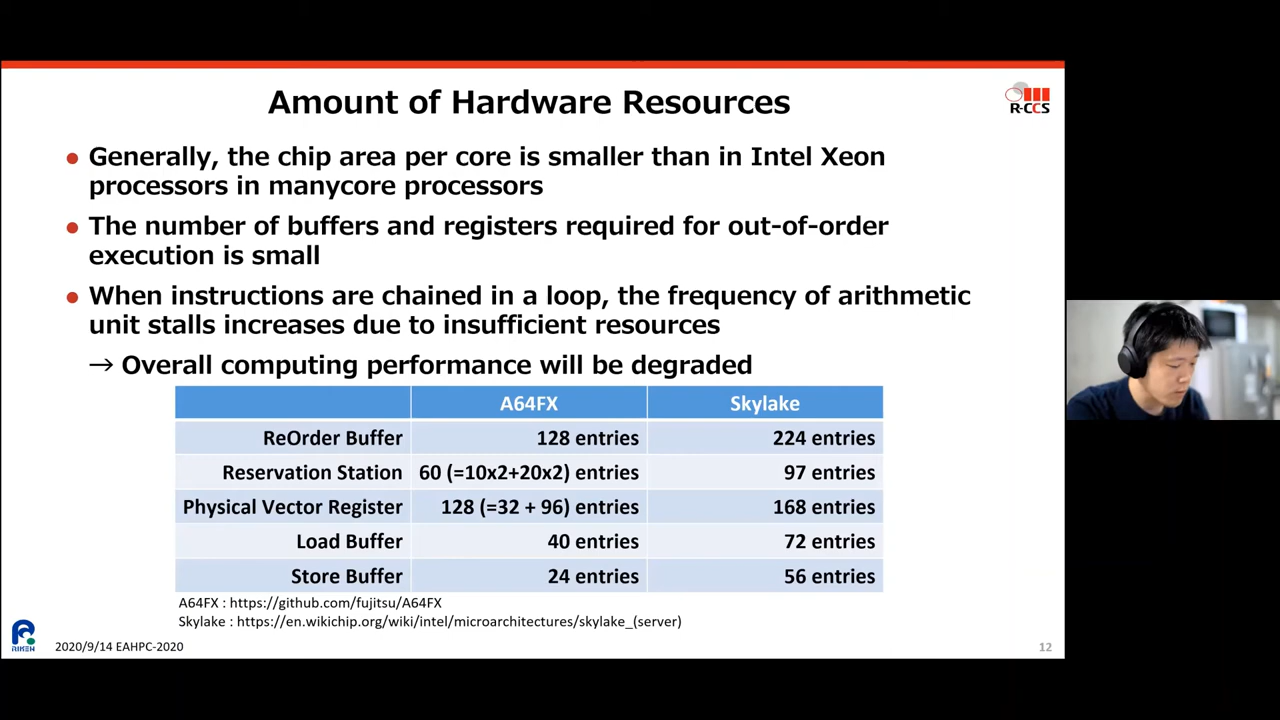 Amount of Hardware Resources
R-CCS
● Generally, the chip area per core is smaller than in Intel Xeon
processors in manycore processors
● The number of buffers and registers required for out-of-order
execution is small
● When instructions are chained in a loop, the frequency of arithmetic
unit stalls increases due to insufficient resources
→ Overall computing performance will be degraded
A64FX Skylake
ReOrder Buffer 128 entries 224 entries
Reservation Station 60 (=10x2+20x2) entries 97 entries
Physical Vector Register 128 (=32 + 96) entries 168 entries
Load Buffer 40 entries 72 entries
Store Buffer 24 entries 56 entries
A64FX : https://github.com/fujitsu/A64FX
Skylake : https://en.wikichip.org/wiki/intel/microarchitectures/skylake_(server)
RIKEN
2020/9/14 EAHPC-2020
12